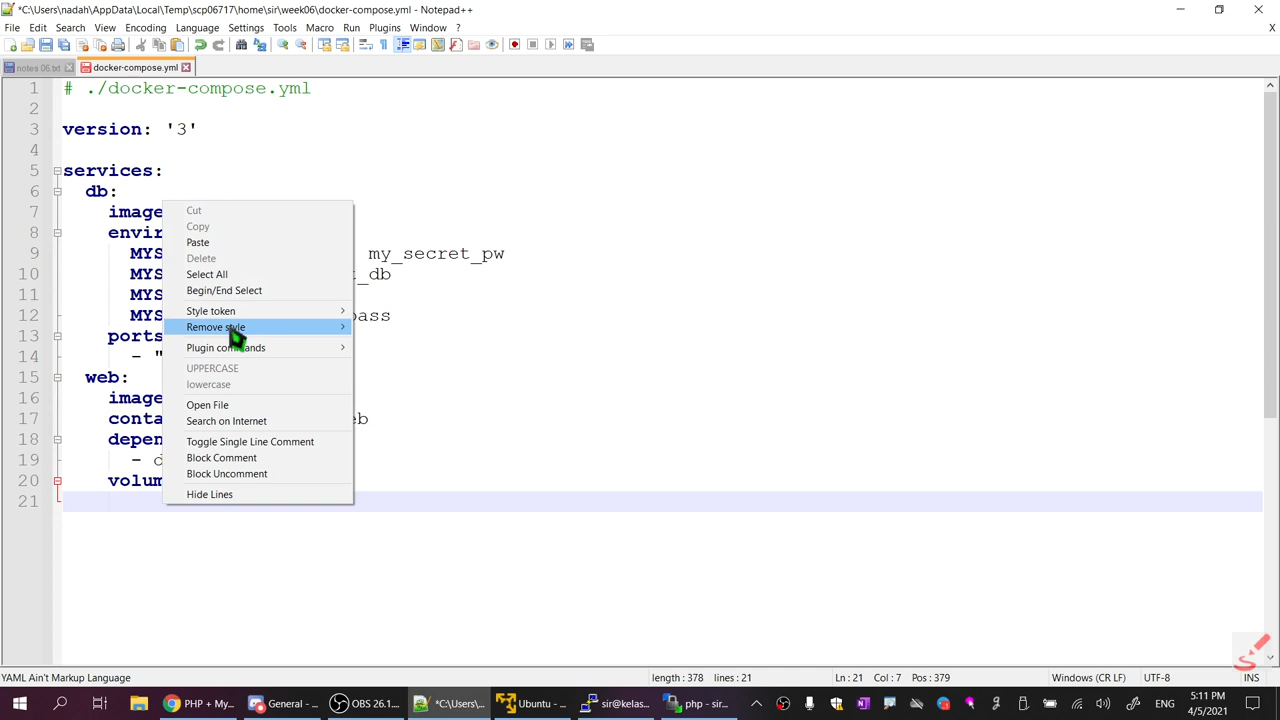 *C:\Users\nadah\AppData\Local\Temp\scp06717\home\sir\week06\docker-compose.yml - Notepad++
File Edit Search View Encoding Language Settings Tools Macro Run Plugins Window ? X
notes 06.txt docker-compose.yml
1 # ./docker-compose.yml
2
3 version: '3'
4
5 services:
6 db:
7 image
8 envir
9 MYS my_secret_pw
10 MYS _db
11 MYS
12 MYS pass
13 ports
14 - "
15 web:
16 image
17 conta eb
18 depen
19 - d
20 volum
21
Cut
Copy
Paste
Delete
Select All
Begin/End Select
Style token
Remove style
Plugin commands
UPPERCASE
lowercase
Open File
Search on Internet
Toggle Single Line Comment
Block Comment
Block Uncomment
Hide Lines
YAML Ain't Markup Language length : 378 lines : 21 Ln : 21 Col : 7 Pos : 379 Windows (CR LF) UTF-8 INS
PHP + My... General - ... OBS 26.1.... *C:\Users\... Ubuntu - ... sir@kelas... php - sir... ENG 5:11 PM
4/5/2021